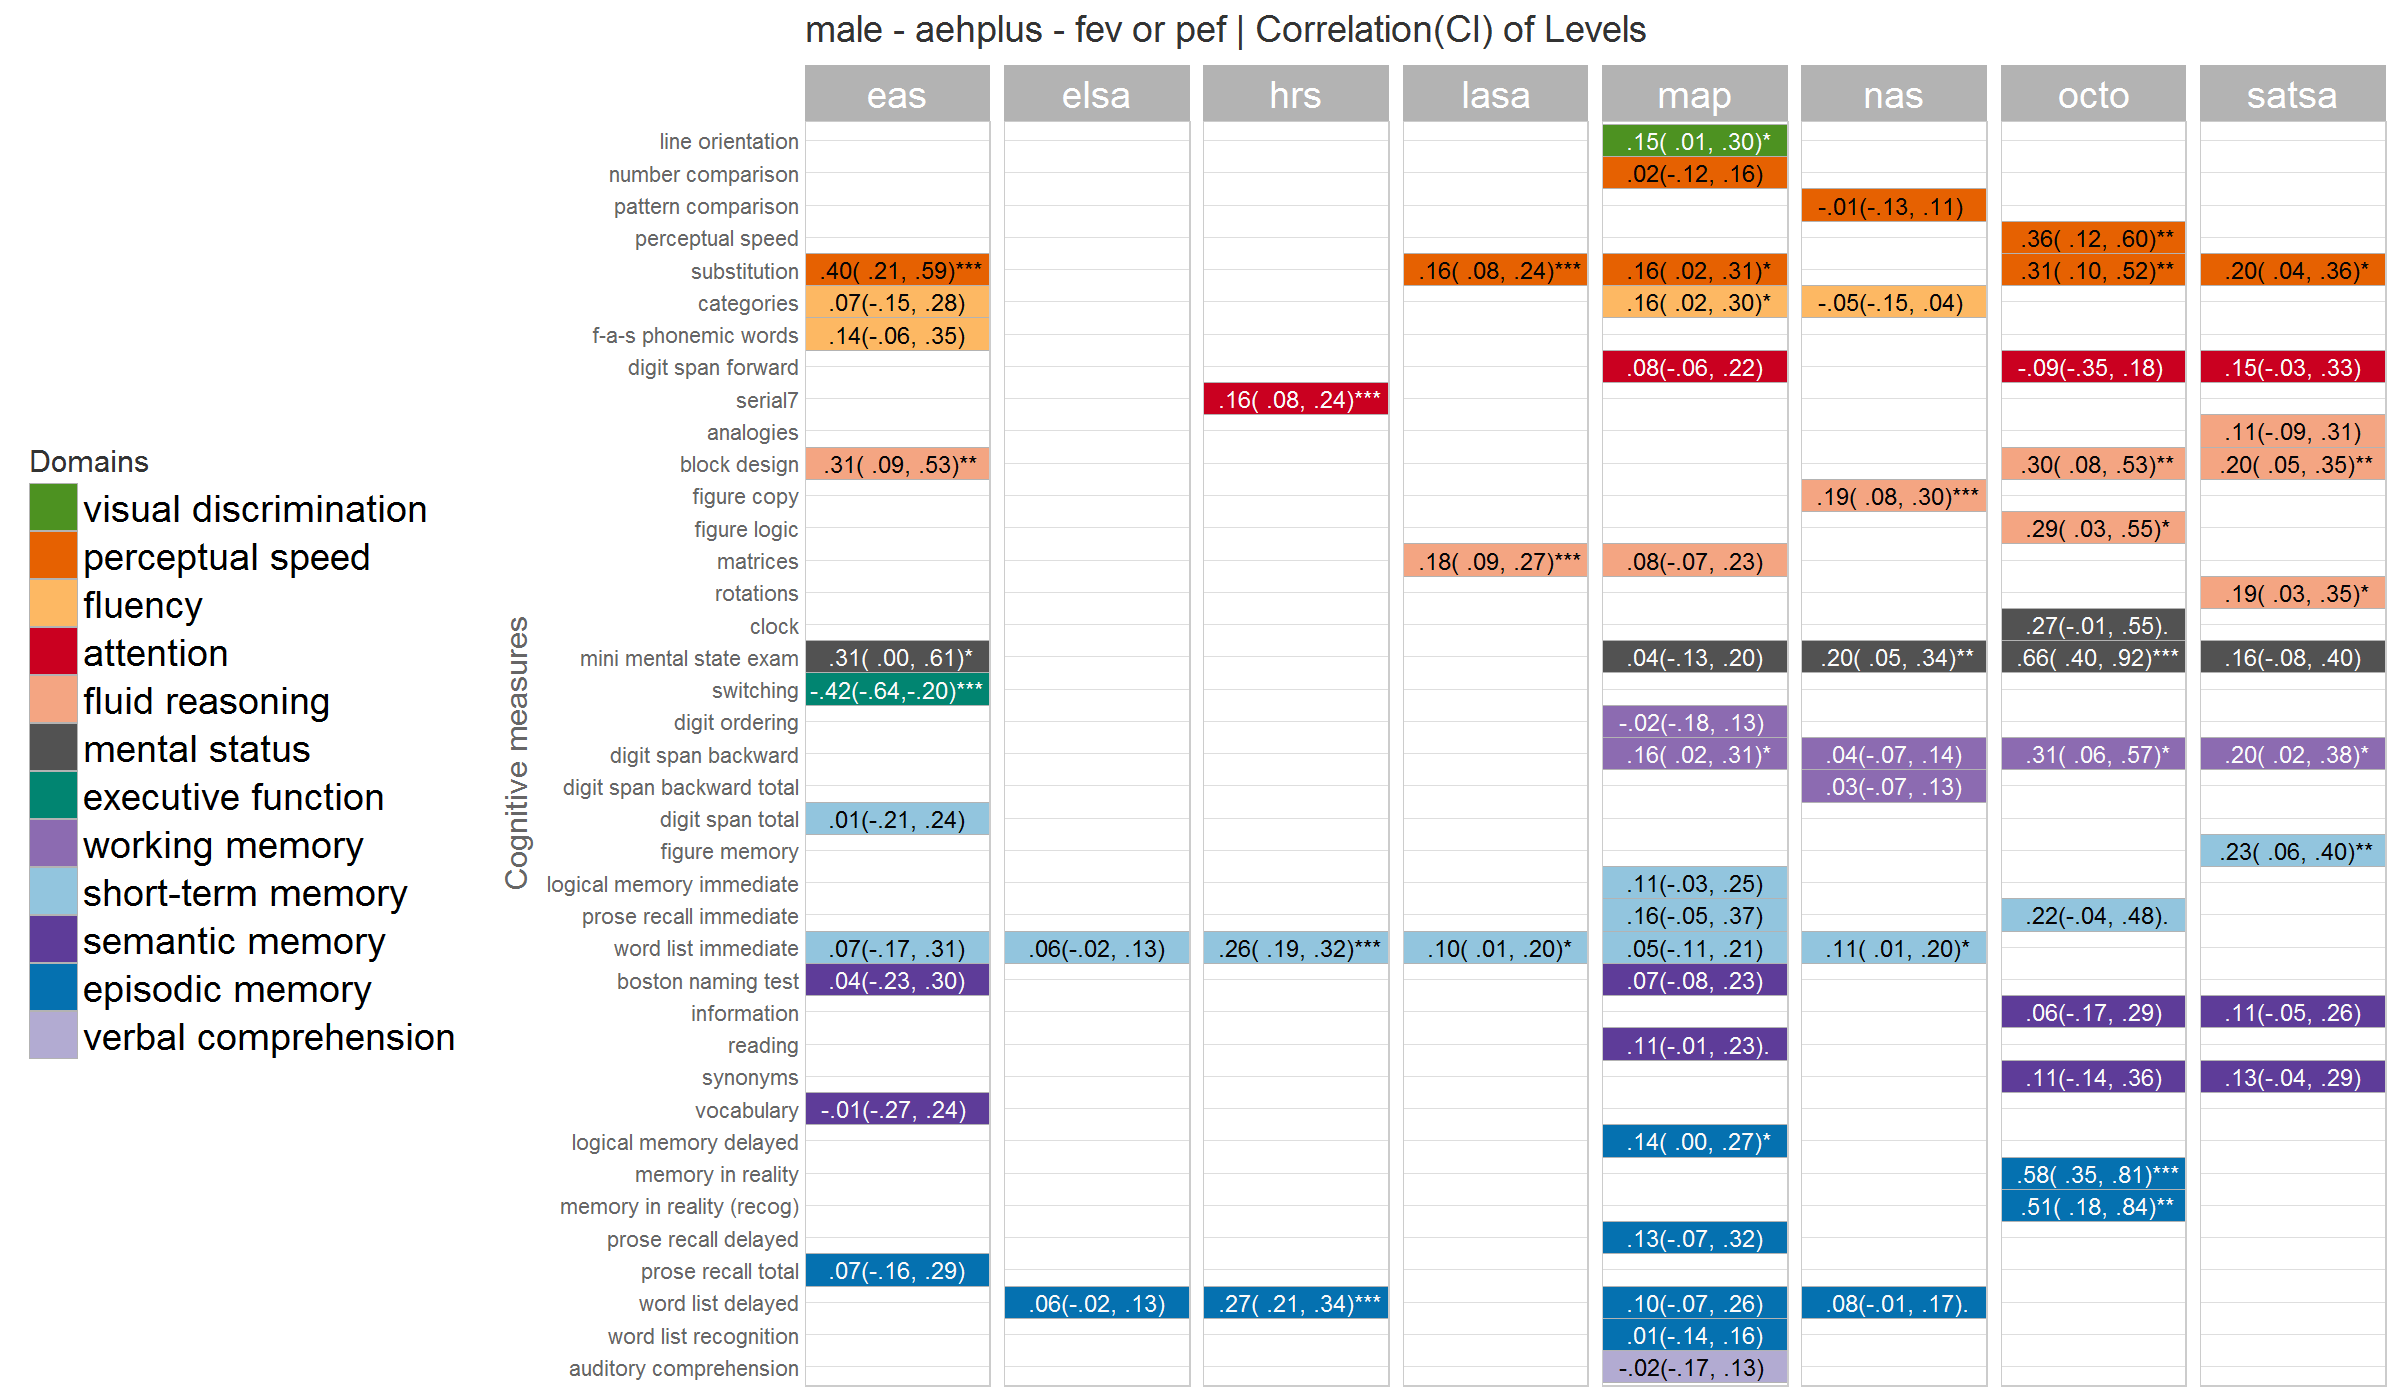 male - aehplus - fev or pef | Correlation(CI) of Levels
eas elsa hrs lasa map nas octo satsa
line orientation .15( .01, .30)*
number comparison .02(-.12, .16)
pattern comparison -.01(-.13, .11)
perceptual speed .36( .12, .60)**
substitution .40( .21, .59)*** .16( .08, .24)*** .16( .02, .31)* .31( .10, .52)** .20( .04, .36)*
categories .07(-.15, .28) .16( .02, .30)* -.05(-.15, .04)
f-a-s phonemic words .14(-.06, .35)
digit span forward .08(-.06, .22) -.09(-.35, .18) .15(-.03, .33)
serial7 .16( .08, .24)***
analogies .11(-.09, .31)
block design .31( .09, .53)** .30( .08, .53)** .20( .05, .35)**
figure copy .19( .08, .30)***
figure logic .29( .03, .55)*
matrices .18( .09, .27)*** .08(-.07, .23)
rotations .19( .03, .35)*
clock .27(-.01, .55).
mini mental state exam .31( .00, .61)* .04(-.13, .20) .20( .05, .34)** .66( .40, .92)*** .16(-.08, .40)
switching -.42(-.64,-.20)***
digit ordering -.02(-.18, .13)
digit span backward .16( .02, .31)* .04(-.07, .14) .31( .06, .57)* .20( .02, .38)*
digit span backward total .03(-.07, .13)
digit span total .01(-.21, .24)
figure memory .23( .06, .40)**
logical memory immediate .11(-.03, .25)
prose recall immediate .16(-.05, .37) .22(-.04, .48).
word list immediate .07(-.17, .31) .06(-.02, .13) .26( .19, .32)*** .10( .01, .20)* .05(-.11, .21) .11( .01, .20)*
boston naming test .04(-.23, .30) .07(-.08, .23)
information .06(-.17, .29) .11(-.05, .26)
reading .11(-.01, .23).
synonyms .11(-.14, .36) .13(-.04, .29)
vocabulary -.01(-.27, .24)
logical memory delayed .14( .00, .27)*
memory in reality .58( .35, .81)***
memory in reality (recog) .51( .18, .84)**
prose recall delayed .13(-.07, .32)
prose recall total .07(-.16, .29)
word list delayed .06(-.02, .13) .27( .21, .34)*** .10(-.07, .26) .08(-.01, .17).
word list recognition .01(-.14, .16)
auditory comprehension -.02(-.17, .13)
Cognitive measures
Domains
visual discrimination
perceptual speed
fluency
attention
fluid reasoning
mental status
executive function
working memory
short-term memory
semantic memory
episodic memory
verbal comprehension